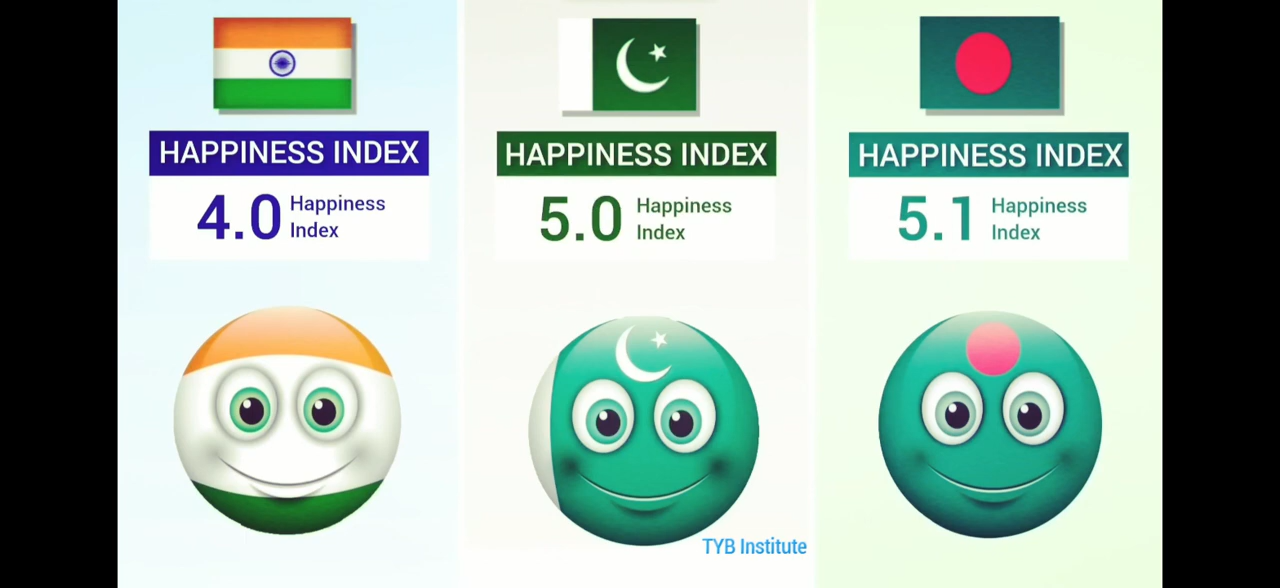 HAPPINESS INDEX
4.0 Happiness
Index
HAPPINESS INDEX
5.0 Happiness
Index
HAPPINESS INDEX
5.1 Happiness
Index
TYB Institute